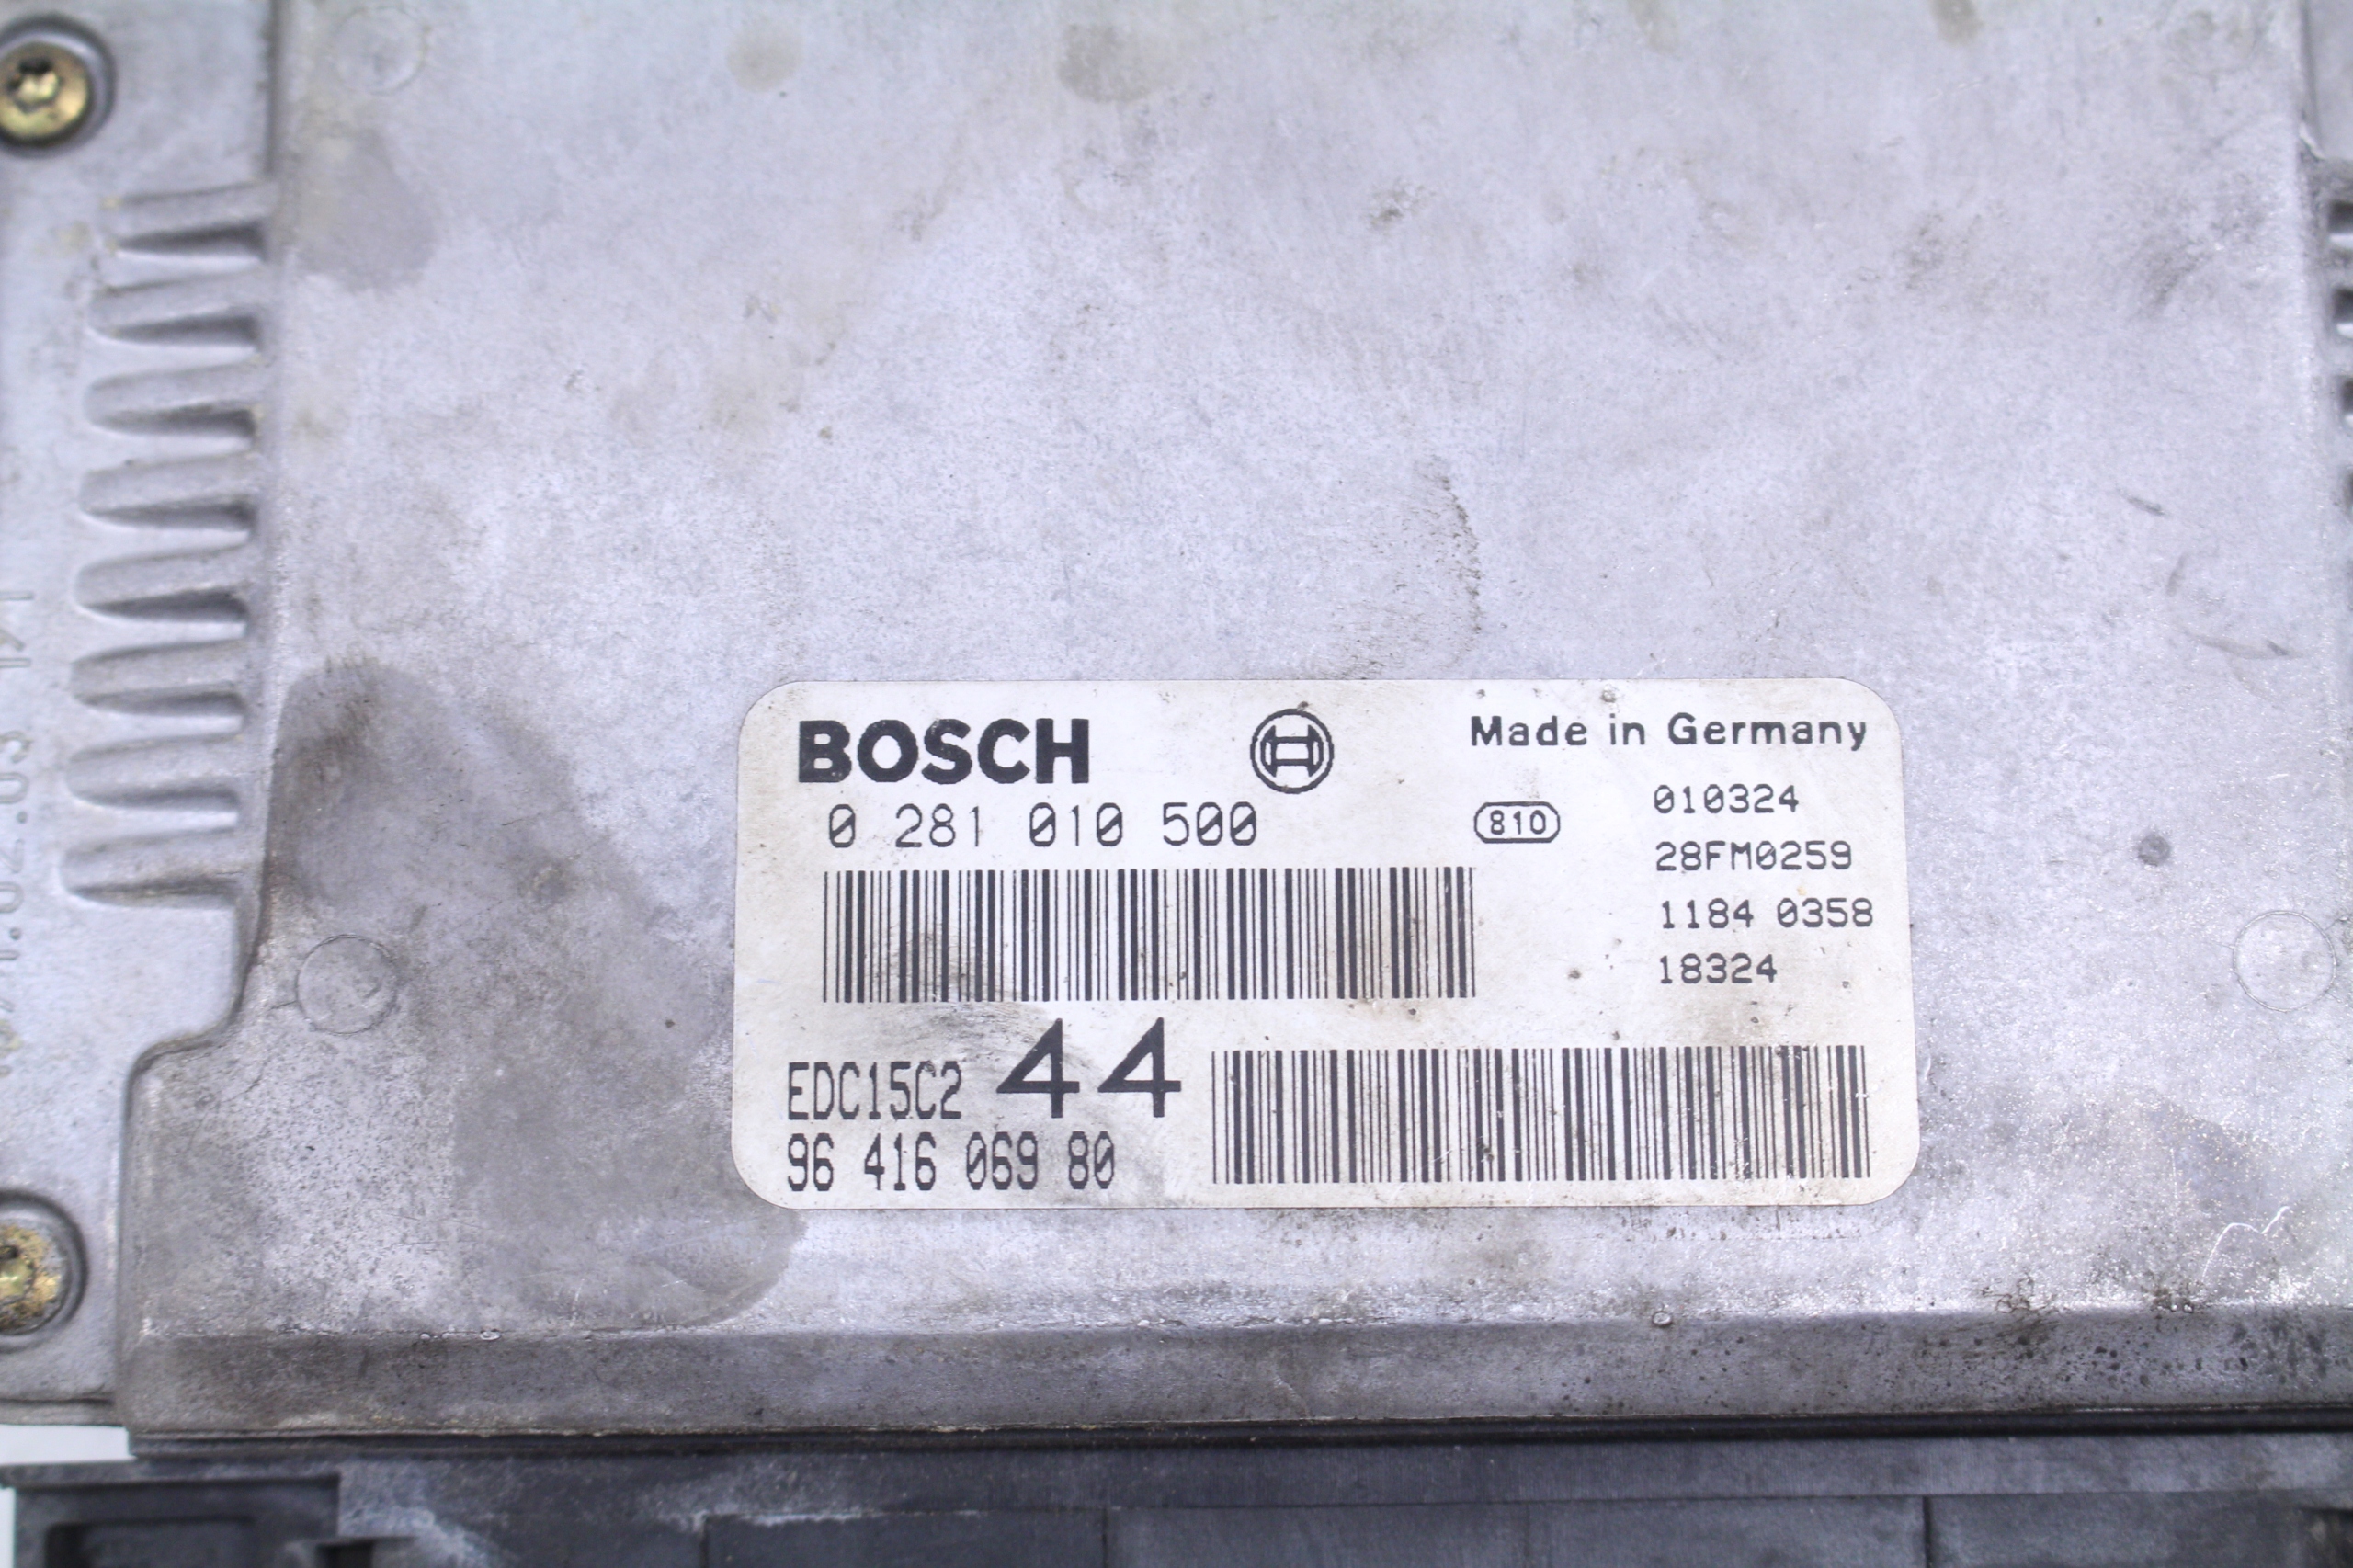 BOSCH
Made in Germany
0 281 010 500
810
010324
28FM0259
1184 0358
18324
EDC15C2 44
96 416 069 80